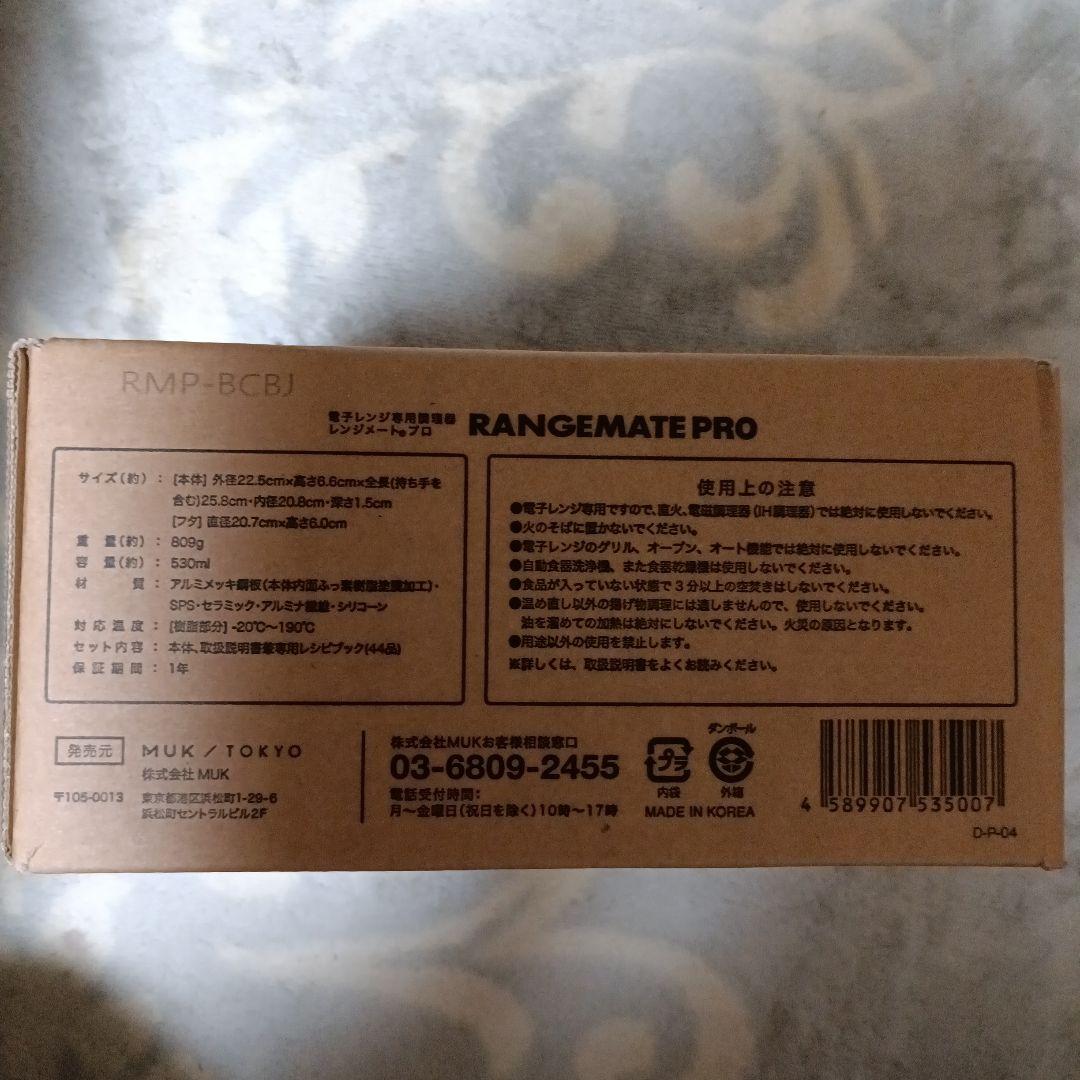 RMP-BCBJ
電子レンジ専用調理器
レンジメート®プロ
RANGEMATE PRO
サイズ(約): [本体] 外径22.5cm×高さ6.6cm×全長(持ち手を
含む)25.8cm・内径20.8cm・深さ1.5cm
[フタ] 直径20.7cm×高さ6.0cm
重量(約): 809g
容量(約): 530ml
材質: アルミメッキ鋼板(本体内面ふっ素樹脂塗膜加工)・
SPS・セラミック・アルミナ繊維・シリコーン
対応温度: [樹脂部分] -20℃〜190℃
セット内容: 本体、取扱説明書兼専用レシピブック(44品)
保証期間: 1年
使用上の注意
●電子レンジ専用ですので、直火、電磁調理器(IH調理器)では絶対に使用しないでください。
●火のそばに置かないでください。
●電子レンジのグリル、オーブン、オート機能では絶対に使用しないでください。
●自動食器洗浄機、また食器乾燥機は使用しないでください。
●食品が入っていない状態で3分以上の空焚きはしないでください。
●温め直し以外の揚げ物調理には適しませんので、使用しないでください。
油を溜めての加熱は絶対にしないでください。火災の原因となります。
●用途以外の使用を禁止します。
※詳しくは、取扱説明書をよくお読みください。
発売元
MUK / TOKYO
株式会社 MUK
〒105-0013 東京都港区浜松町1-29-6
浜松町セントラルビル2F
株式会社MUKお客様相談窓口
03-6809-2455
電話受付時間:
月〜金曜日(祝日を除く)10時〜17時
プラ
内袋
ダンボール
外箱
MADE IN KOREA
4 589907 535007
D-P-04